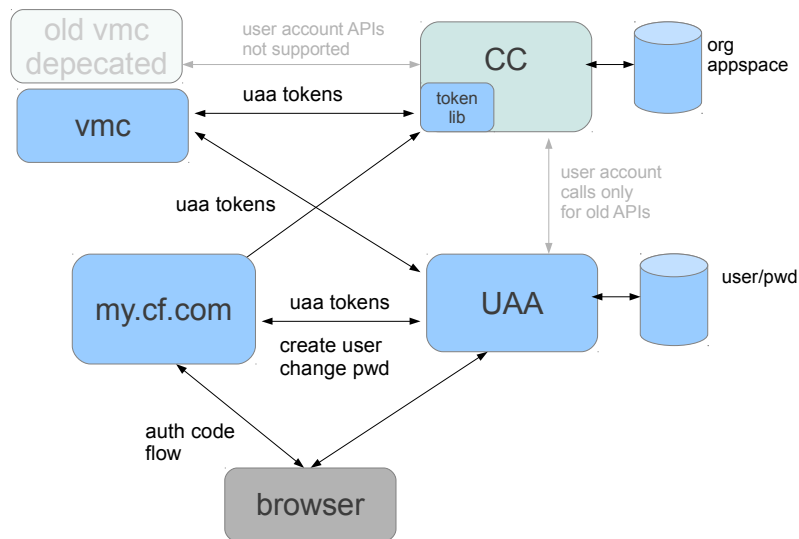 old vmc
depecated
user account APIs
not supported
CC
org
appspace
vmc
uaa tokens
token
lib
uaa tokens
user account
calls only
for old APIs
my.cf.com
uaa tokens
create user
change pwd
UAA
user/pwd
auth code
flow
browser